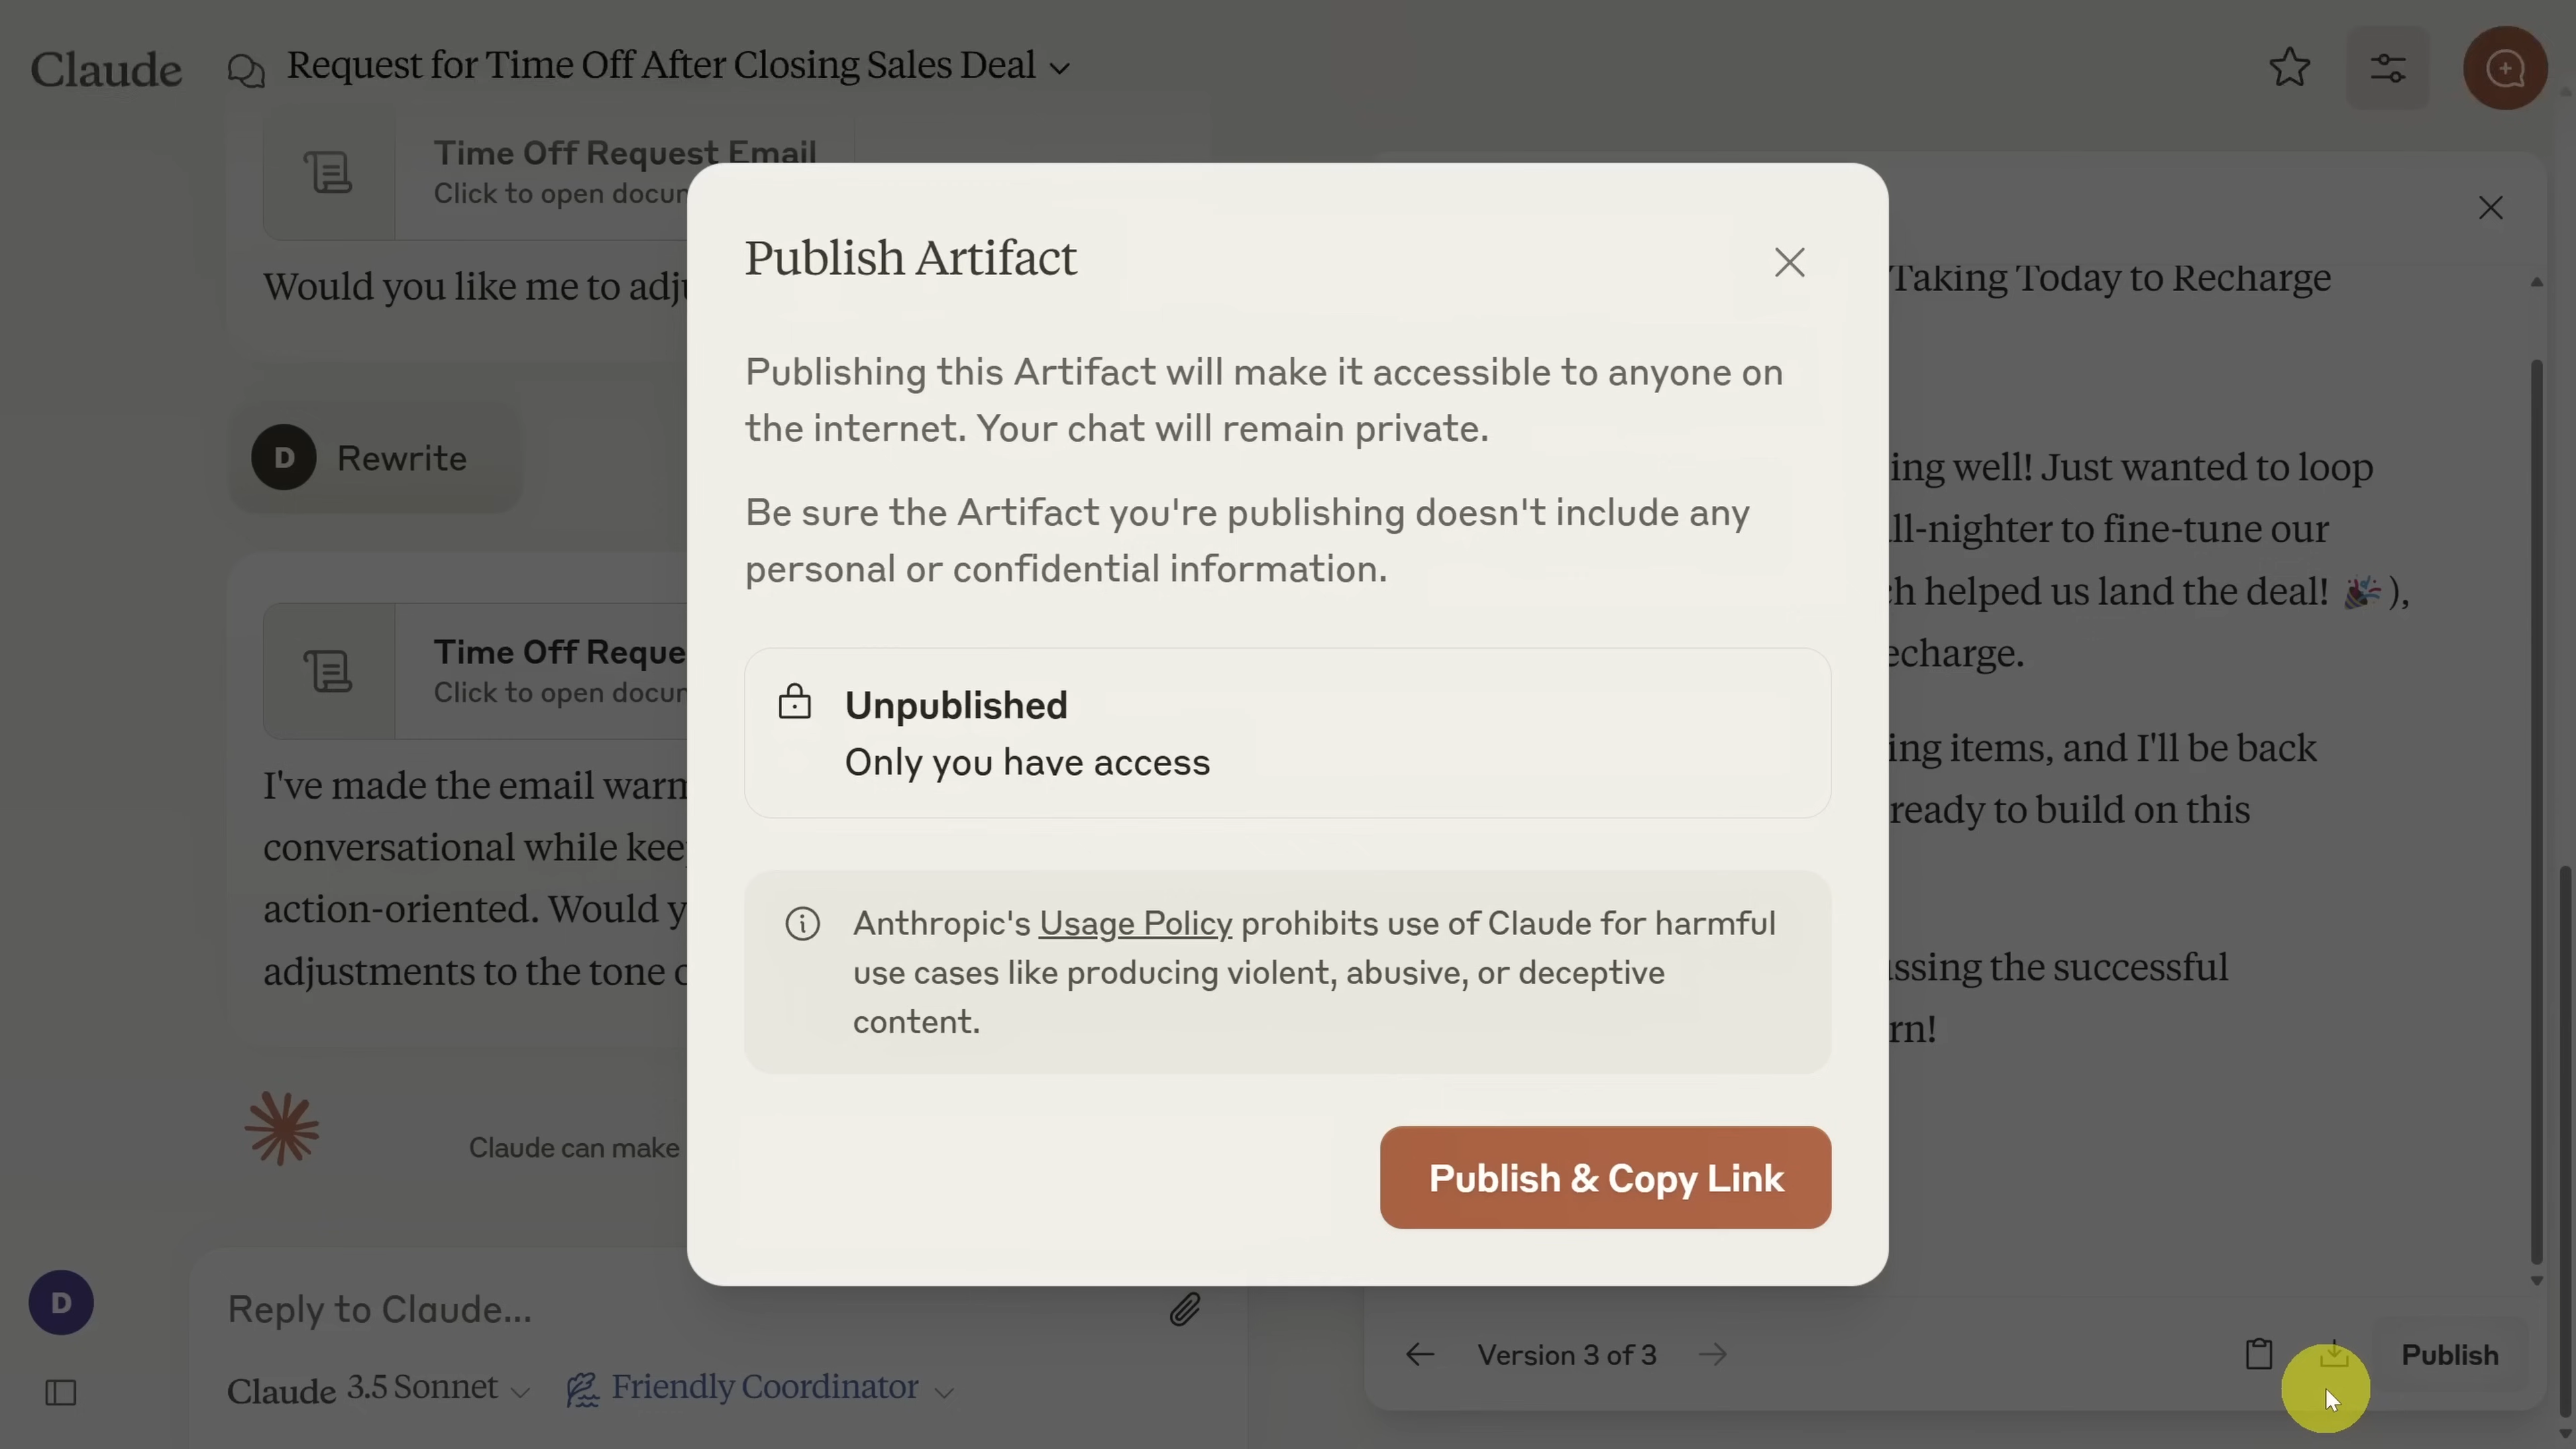 Claude
Request for Time Off After Closing Sales Deal
Time Off Request Email
Click to open docum
Would you like me to adju
D Rewrite
Time Off Reque
Click to open docum
I've made the email warm
conversational while keep
action-oriented. Would y
adjustments to the tone o
Claude can make
D
Reply to Claude...
Claude 3.5 Sonnet
Friendly Coordinator
Publish Artifact
Publishing this Artifact will make it accessible to anyone on
the internet. Your chat will remain private.
Be sure the Artifact you're publishing doesn't include any
personal or confidential information.
Unpublished
Only you have access
Anthropic's Usage Policy prohibits use of Claude for harmful
use cases like producing violent, abusive, or deceptive
content.
Publish & Copy Link
Taking Today to Recharge
ing well! Just wanted to loop
ll-nighter to fine-tune our
ch helped us land the deal! 🎉),
echarge.
ing items, and I'll be back
ready to build on this
ussing the successful
rn!
Version 3 of 3
Publish